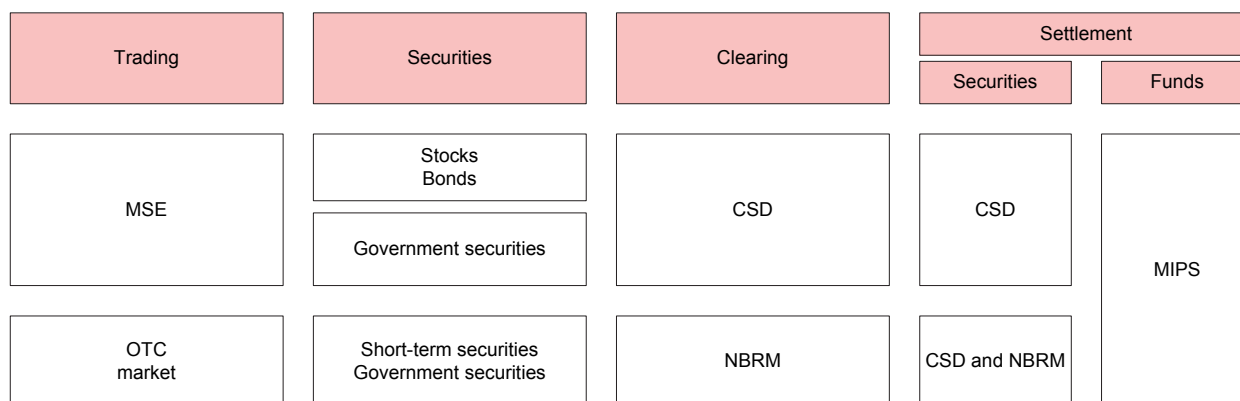 Trading
Securities
Clearing
Settlement
Securities
Funds
MSE
Stocks
Bonds
Government securities
CSD
CSD
MIPS
OTC
market
Short-term securities
Government securities
NBRM
CSD and NBRM